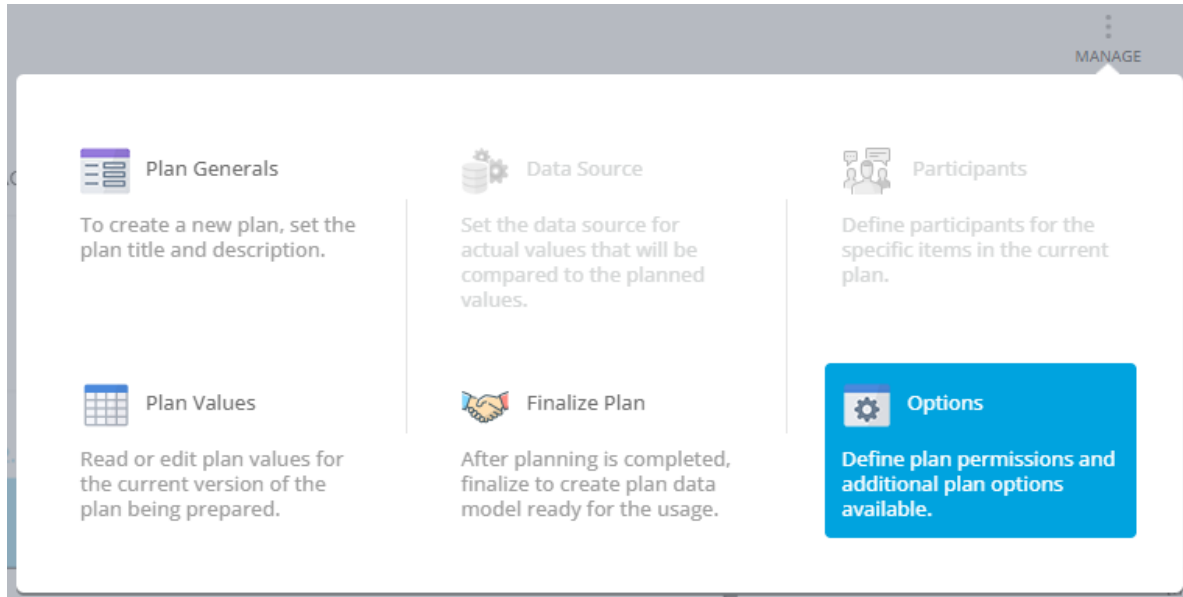 MANAGE
Plan Generals
To create a new plan, set the
plan title and description.
Data Source
Set the data source for
actual values that will be
compared to the planned
values.
Participants
Define participants for the
specific items in the current
plan.
Plan Values
Read or edit plan values for
the current version of the
plan being prepared.
Finalize Plan
After planning is completed,
finalize to create plan data
model ready for the usage.
Options
Define plan permissions and
additional plan options
available.